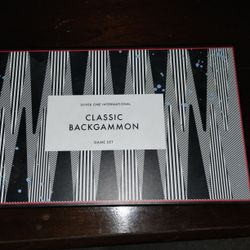 SILVER ONE INTERNATIONAL
CLASSIC
BACKGAMMON
GAME SET